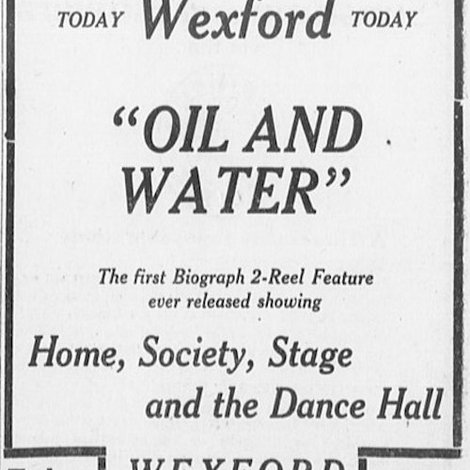 TODAY Wexford TODAY
"OIL AND
WATER"
The first Biograph 2-Reel Feature
ever released showing
Home, Society, Stage
and the Dance Hall
WEXFORD